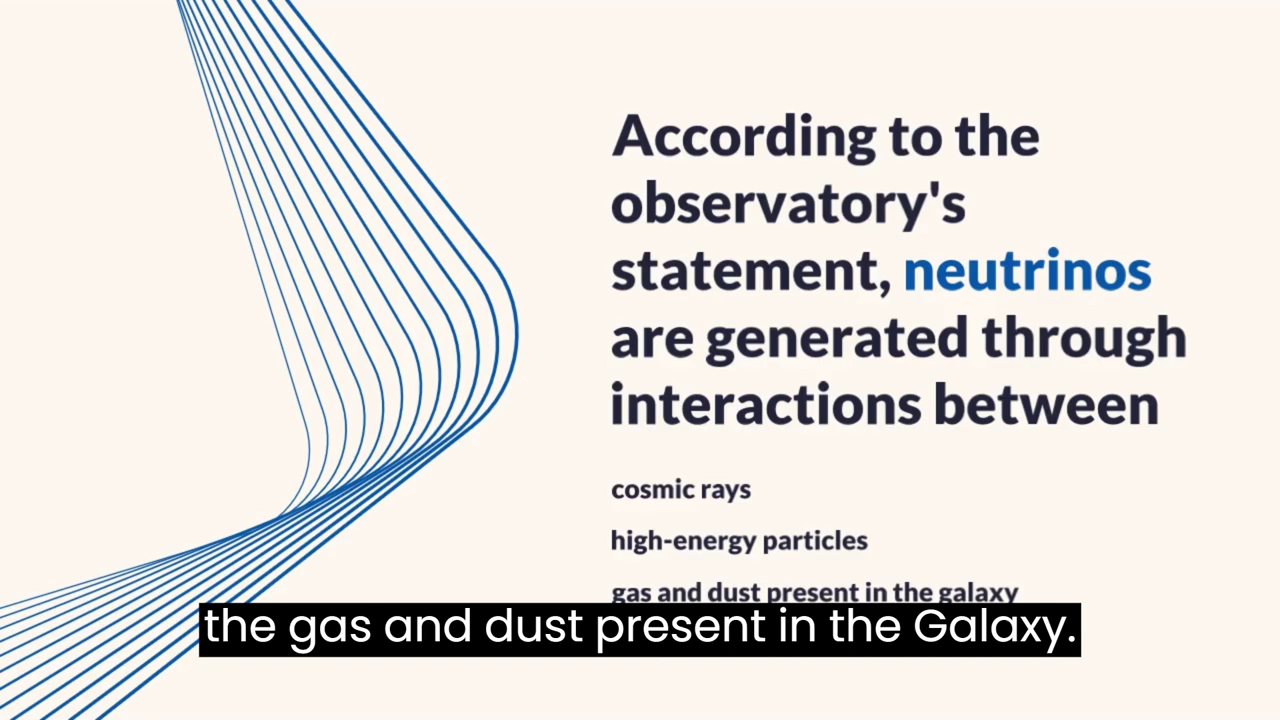 According to the
observatory's
statement, neutrinos
are generated through
interactions between
cosmic rays
high-energy particles
gas and dust present in the galaxy
the gas and dust present in the Galaxy.